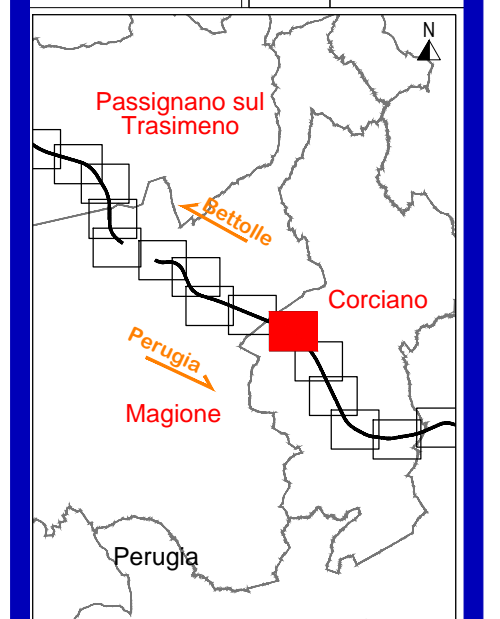 N
Passignano sul
Trasimeno
Bettolle
Corciano
Perugia
Magione
Perugia